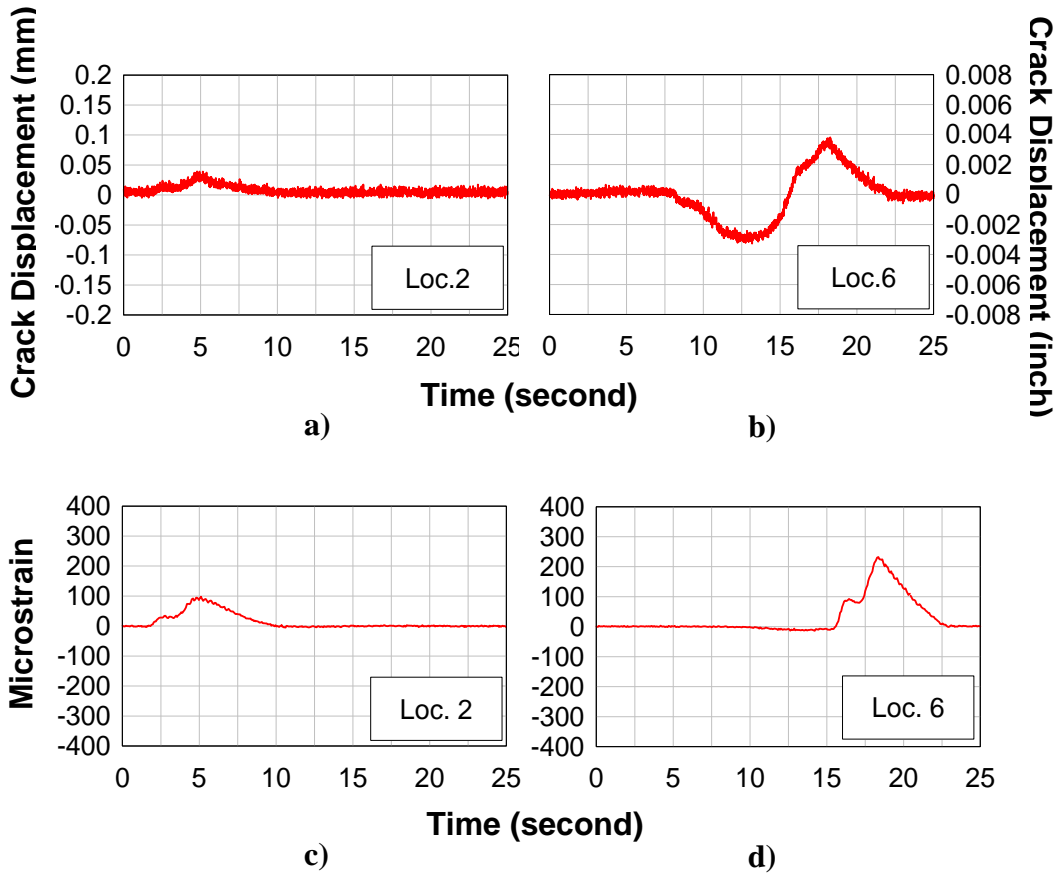 Crack Displacement (mm)
0.2
0.15
0.1
0.05
0
-0.05
-0.1
-0.15
-0.2
Loc.2
0 5 10 15 20 25
Loc.6
0 5 10 15 20 25
0.008
0.006
0.004
0.002
0
-0.002
-0.004
-0.006
-0.008
Crack Displacement (inch)
Time (second)
a)
b)
Microstrain
400
300
200
100
0
-100
-200
-300
-400
Loc. 2
0 5 10 15 20 25
400
300
200
100
0
-100
-200
-300
-400
Loc. 6
0 5 10 15 20 25
Time (second)
c)
d)